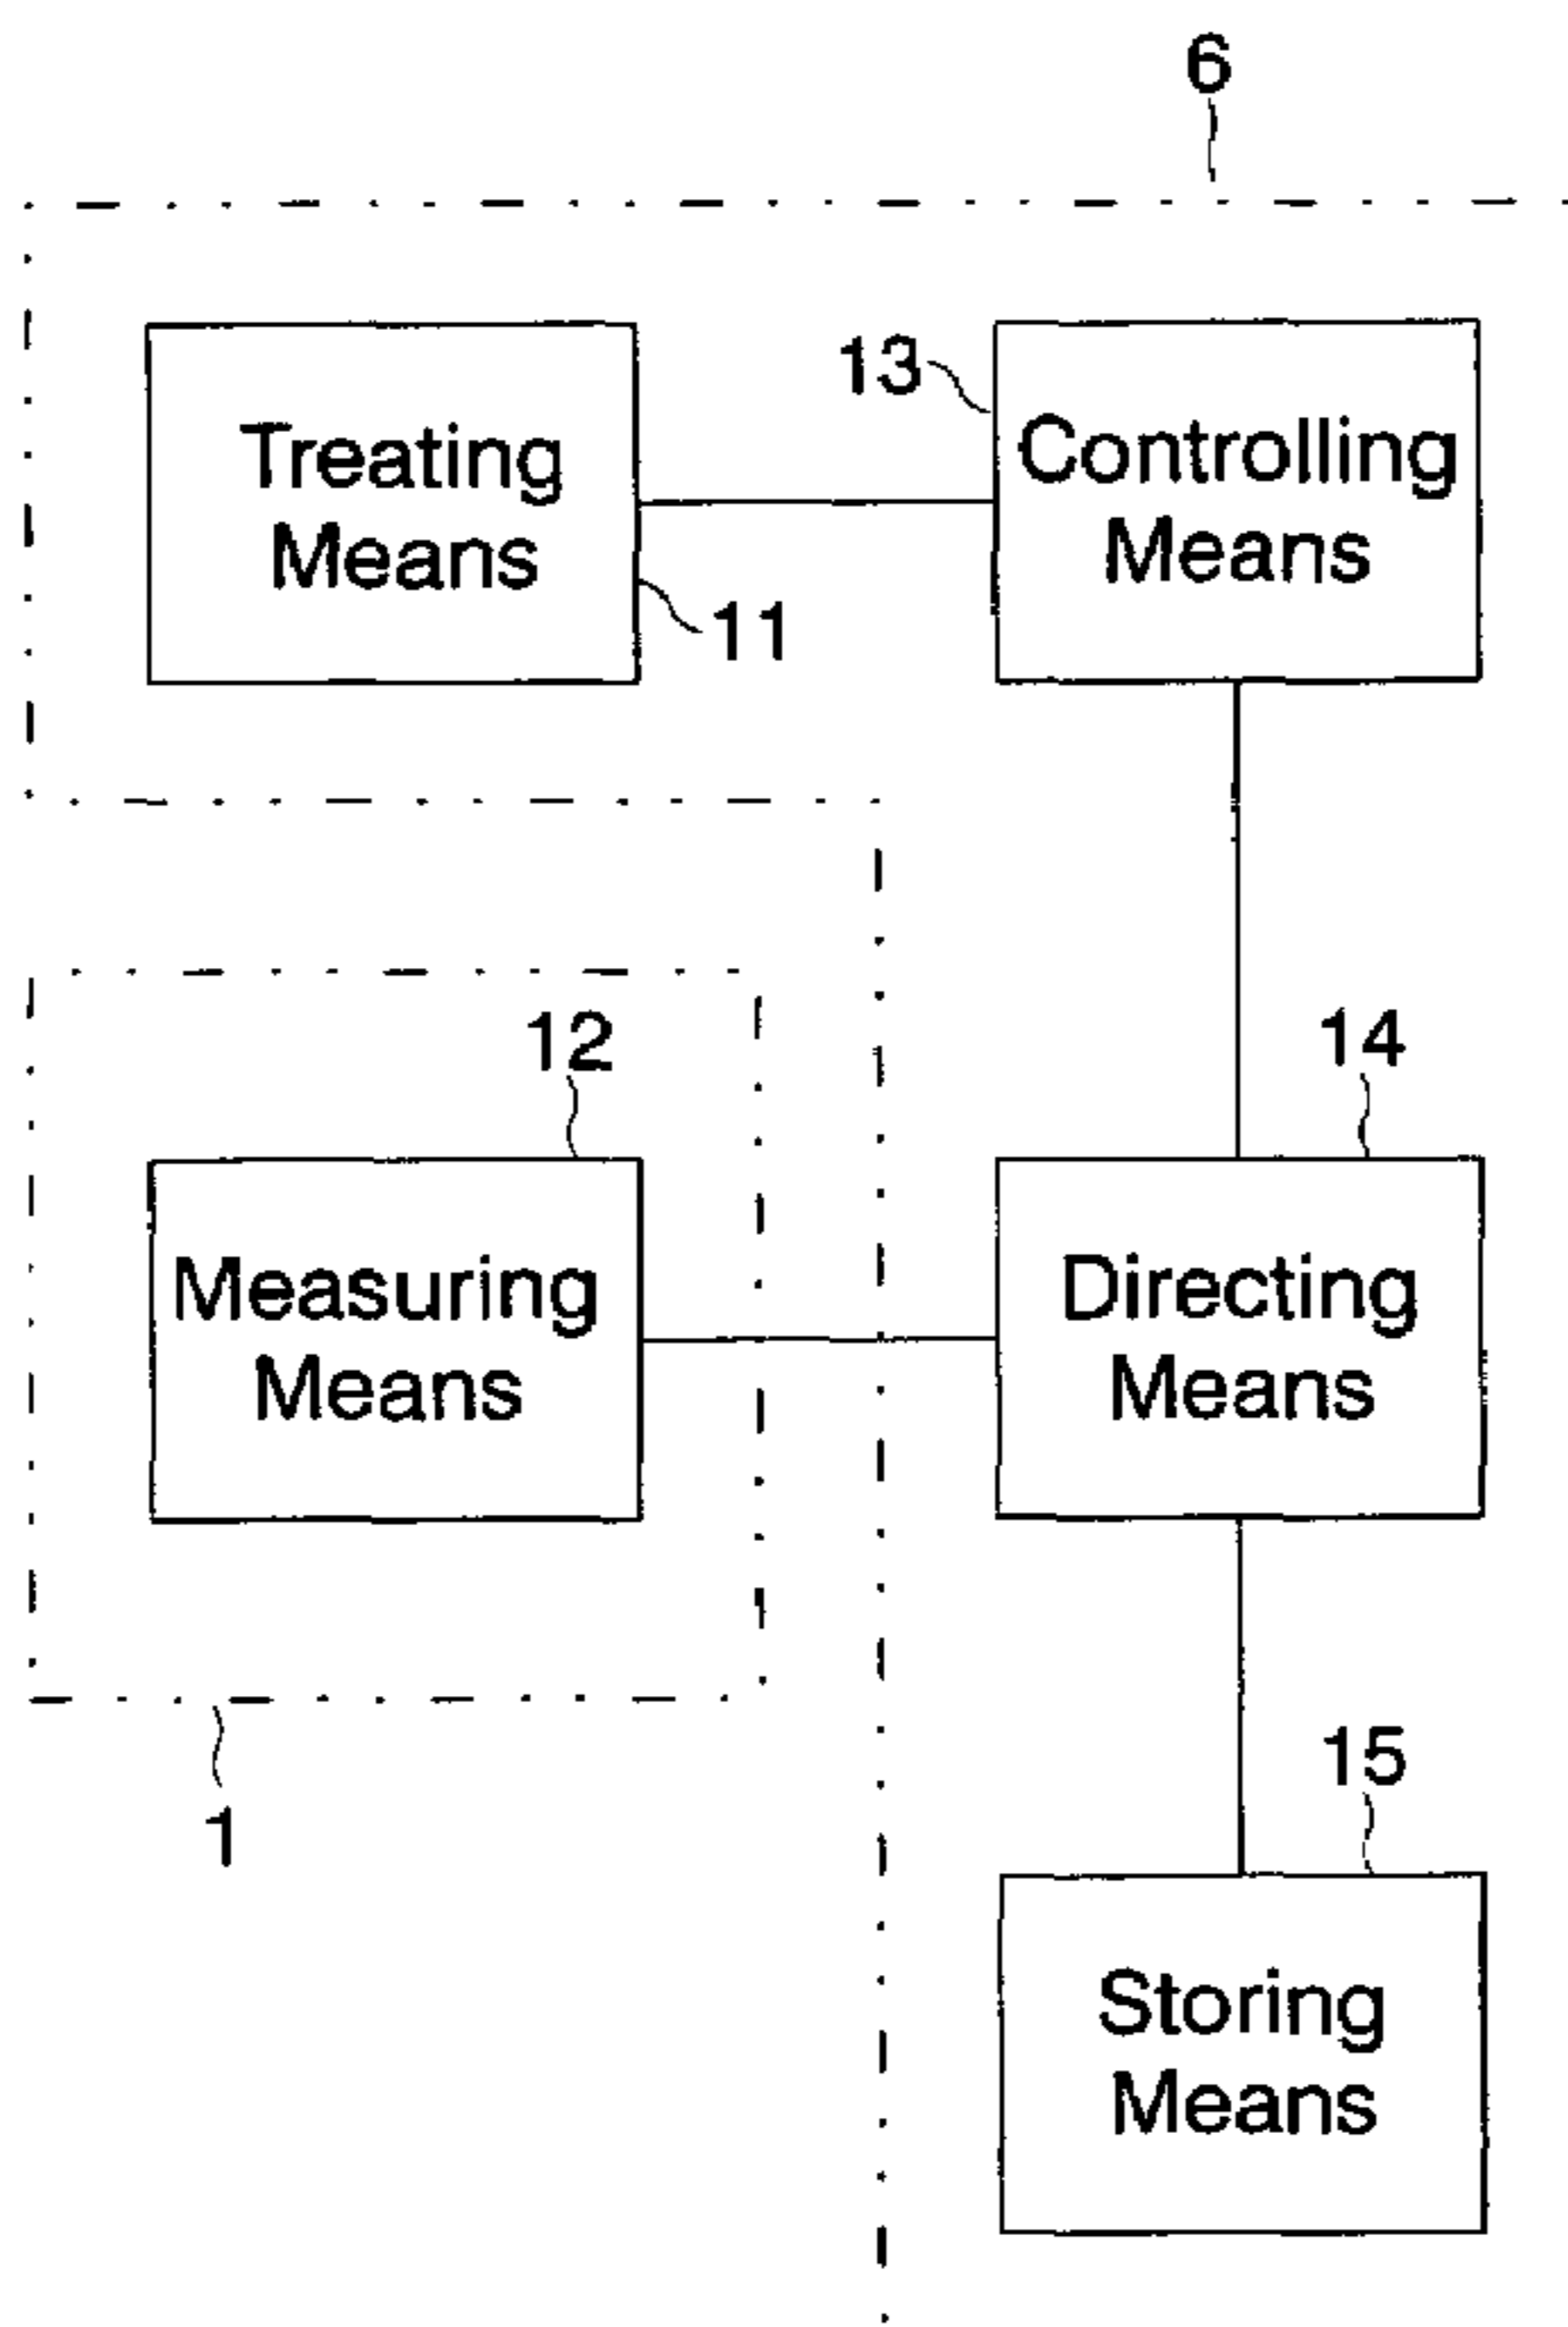 6
Treating
Means
11
13
Controlling
Means
12
Measuring
Means
1
14
Directing
Means
15
Storing
Means